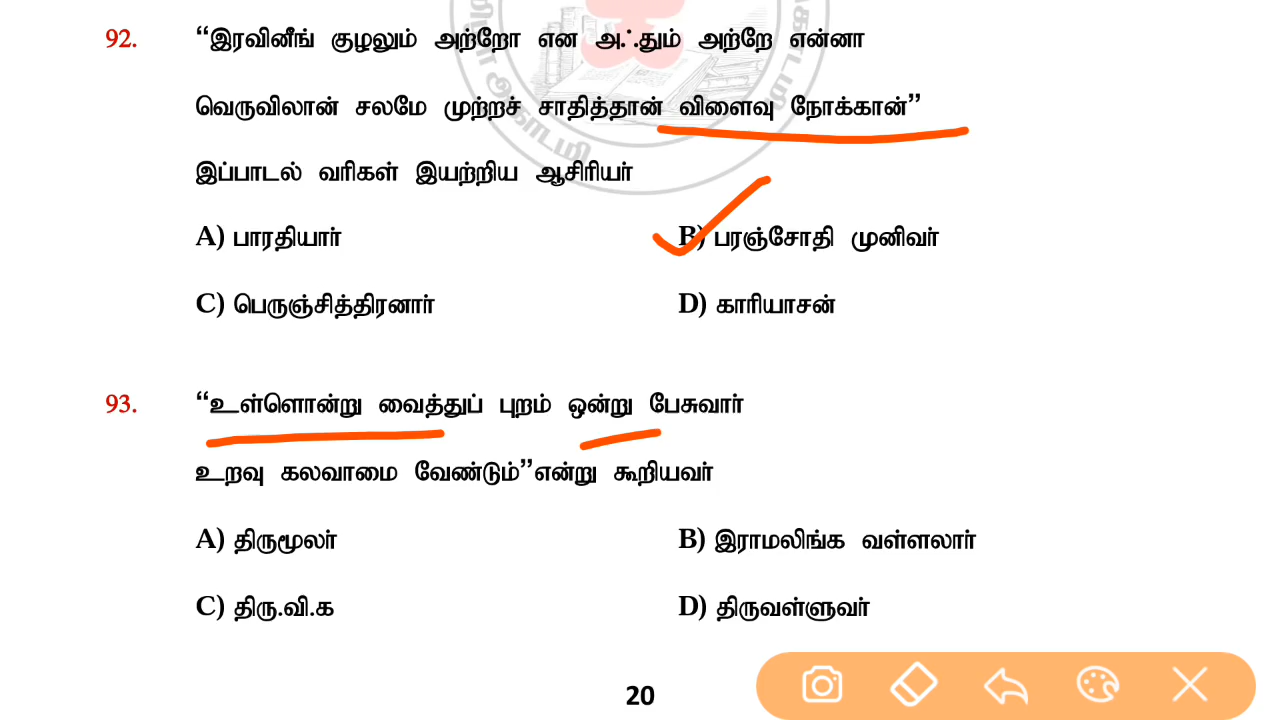 92. “இரவினீங் குழலும் அற்றோ என அஃதும் அற்றே என்னா
வெருவிலான் சலமே முற்றச் சாதித்தான் விளைவு நோக்கான்”
இப்பாடல் வரிகள் இயற்றிய ஆசிரியர்
A) பாரதியார் B) பரஞ்சோதி முனிவர்
C) பெருஞ்சித்திரனார் D) காரியாசன்
93. “உள்ளொன்று வைத்துப் புறம் ஒன்று பேசுவார்
உறவு கலவாமை வேண்டும்”என்று கூறியவர்
A) திருமூலர் B) இராமலிங்க வள்ளலார்
C) திரு.வி.க D) திருவள்ளுவர்
20